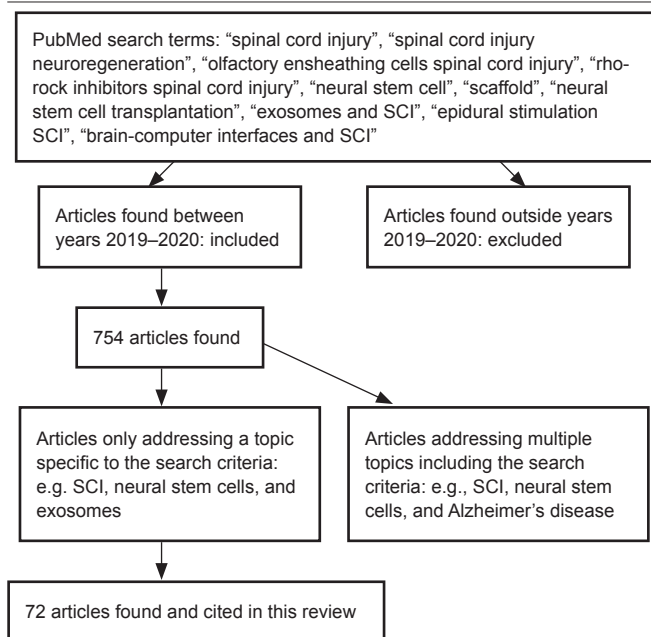 PubMed search terms: “spinal cord injury”, “spinal cord injury
neuroregeneration”, “olfactory ensheathing cells spinal cord injury”, “rho-
rock inhibitors spinal cord injury”, “neural stem cell”, “scaffold”, “neural
stem cell transplantation”, “exosomes and SCI”, “epidural stimulation
SCI”, “brain-computer interfaces and SCI”
Articles found between
years 2019–2020: included
Articles found outside years
2019–2020: excluded
754 articles found
Articles only addressing a topic
specific to the search criteria:
e.g. SCI, neural stem cells, and
exosomes
Articles addressing multiple
topics including the search
criteria: e.g., SCI, neural stem
cells, and Alzheimer’s disease
72 articles found and cited in this review